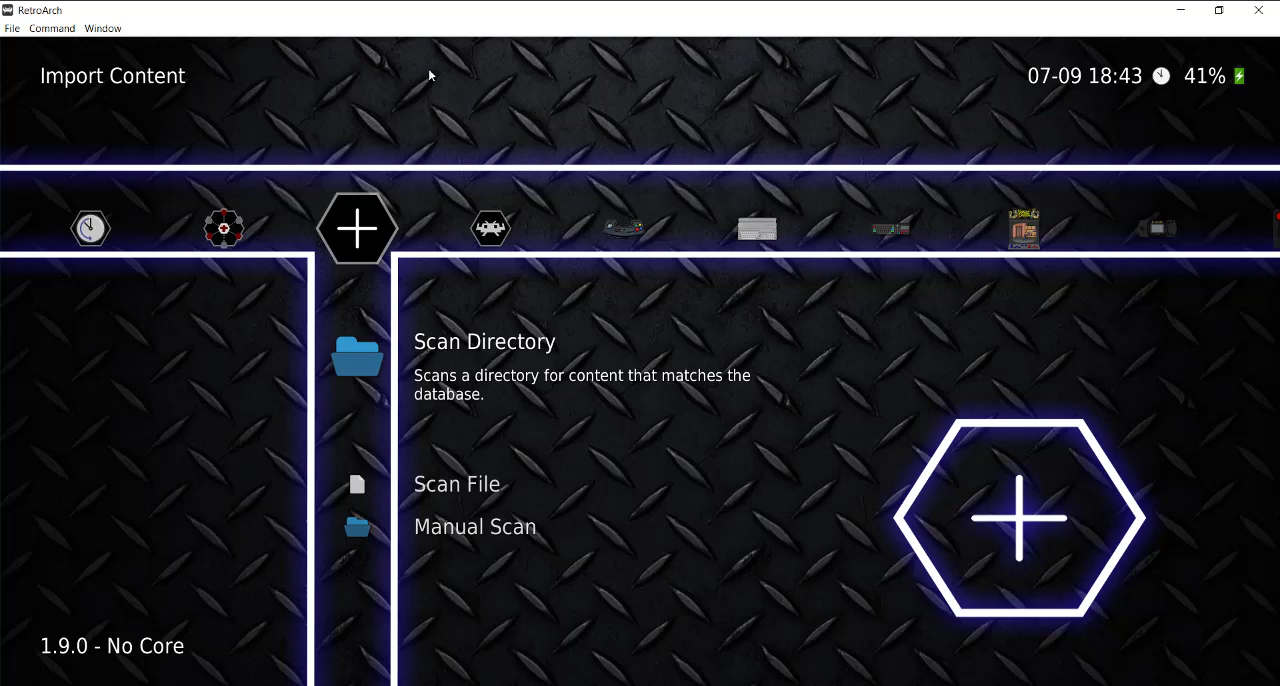 RetroArch
File Command Window
Import Content
07-09 18:43 41%
Scan Directory
Scans a directory for content that matches the
database.
Scan File
Manual Scan
1.9.0 - No Core